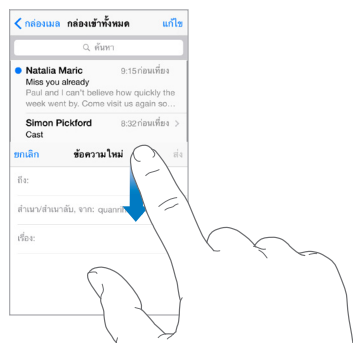 กล่องเมล กล่องเข้าทั้งหมด แก้ไข
ค้นหา
Natalia Maric 9:15ก่อนเที่ยง
Miss you already
Paul and I can't believe how quickly the
week went by. Come visit us again so...
Simon Pickford 8:32ก่อนเที่ยง
Cast
ยกเลิก ข้อความใหม่ ส่ง
ถึง:
สำเนา/สำเนาลับ, จาก:
เรื่อง: